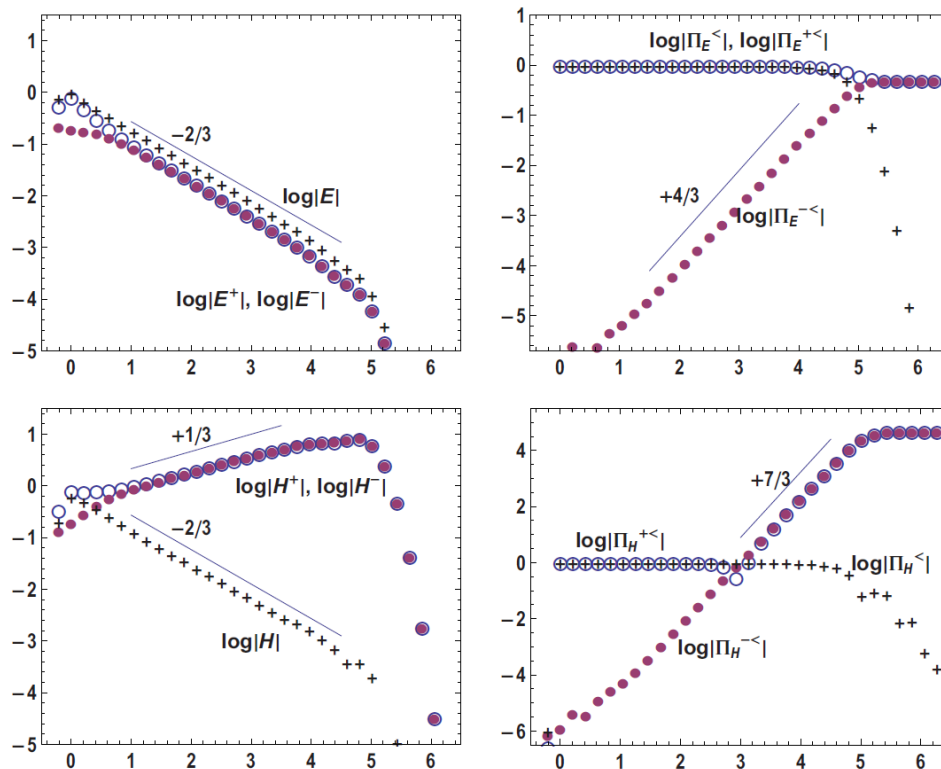 1
0
−1
−2
−3
−4
−5
0 1 2 3 4 5 6
−2/3
log|E|
log|E⁺|, log|E⁻|
0
−1
−2
−3
−4
−5
0 1 2 3 4 5 6
log|Π_E^<|, log|Π_E^{+<}|
+4/3
log|Π_E^{−<}|
1
0
−1
−2
−3
−4
−5
0 1 2 3 4 5 6
+1/3
log|H⁺|, log|H⁻|
−2/3
log|H|
4
2
0
−2
−4
−6
0 1 2 3 4 5 6
+7/3
log|Π_H^{+<}|
log|Π_H^<|
log|Π_H^{−<}|